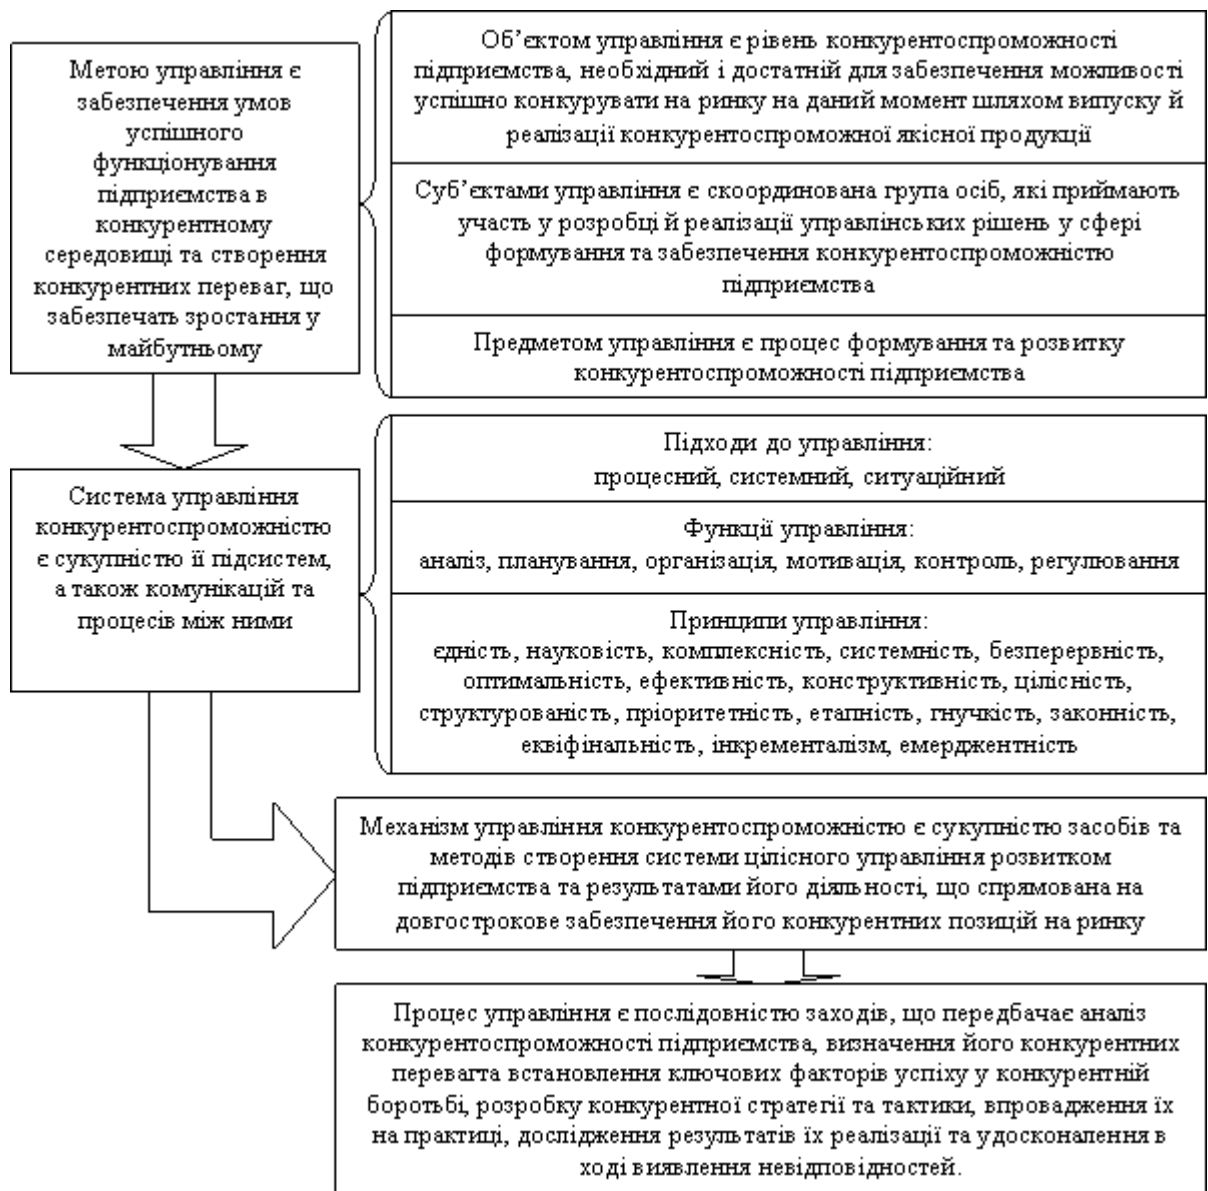 Метою управління є
забезпечення умов
успішного
функціонування
підприємства в
конкурентному
середовищі та створення
конкурентних переваг, що
забезпечать зростання у
майбутньому
Об’єктом управління є рівень конкурентоспроможності
підприємства, необхідний і достатній для забезпечення можливості
успішно конкурувати на ринку на даний момент шляхом випуску й
реалізації конкурентоспроможної якісної продукції
Суб’єктами управління є скоординована група осіб, які приймають
участь у розробці й реалізації управлінських рішень у сфері
формування та забезпечення конкурентоспроможністю
підприємства
Предметом управління є процес формування та розвитку
конкурентоспроможності підприємства
Система управління
конкурентоспроможністю
є сукупністю її підсистем,
а також комунікацій та
процесів між ними
Підходи до управління:
процесний, системний, ситуаційний
Функції управління:
аналіз, планування, організація, мотивація, контроль, регулювання
Принципи управління:
єдність, науковість, комплексність, системність, безперервність,
оптимальність, ефективність, конструктивність, цілісність,
структурованість, пріоритетність, етапність, гнучкість, законність,
еквіфінальність, інкременталізм, емерджентність
Механізм управління конкурентоспроможністю є сукупністю засобів та
методів створення системи цілісного управління розвитком
підприємства та результатами його діяльності, що спрямована на
довгострокове забезпечення його конкурентних позицій на ринку
Процес управління є послідовністю заходів, що передбачає аналіз
конкурентоспроможності підприємства, визначення його конкурентних
перевагта встановлення ключових факторів успіху у конкурентній
боротьбі, розробку конкурентної стратегії та тактики, впровадження їх
на практиці, дослідження результатів їх реалізації та удосконалення в
ході виявлення невідповідностей.